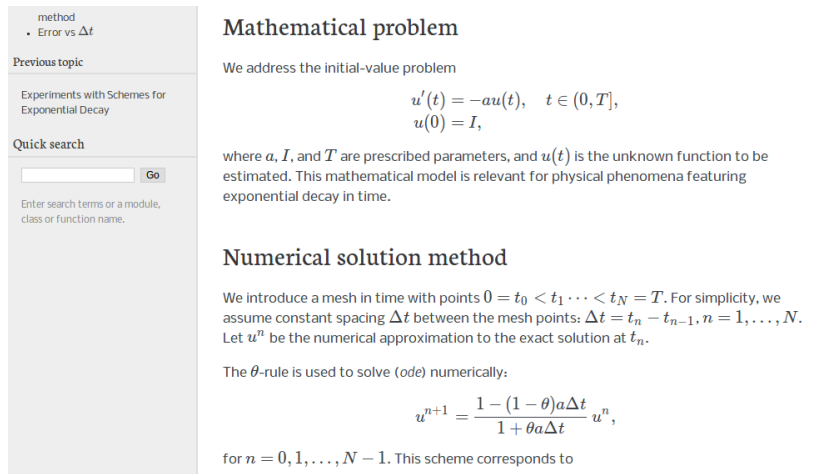 method
• Error vs Δt
Previous topic
Experiments with Schemes for
Exponential Decay
Quick search
Go
Enter search terms or a module,
class or function name.
Mathematical problem
We address the initial-value problem
u′(t) = −au(t), t ∈ (0, T],
u(0) = I,
where a, I, and T are prescribed parameters, and u(t) is the unknown function to be
estimated. This mathematical model is relevant for physical phenomena featuring
exponential decay in time.
Numerical solution method
We introduce a mesh in time with points 0 = t₀ < t₁ ⋯ < t_N = T. For simplicity, we
assume constant spacing Δt between the mesh points: Δt = tₙ − tₙ₋₁, n = 1, …, N.
Let uⁿ be the numerical approximation to the exact solution at tₙ.
The θ-rule is used to solve (ode) numerically:
uⁿ⁺¹ = (1 − (1 − θ)aΔt) / (1 + θaΔt) uⁿ,
for n = 0, 1, …, N − 1. This scheme corresponds to